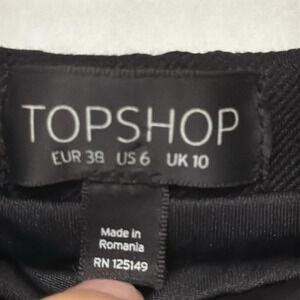 TOPSHOP
EUR 38 US 6 UK 10
Made in
Romania
RN 125149